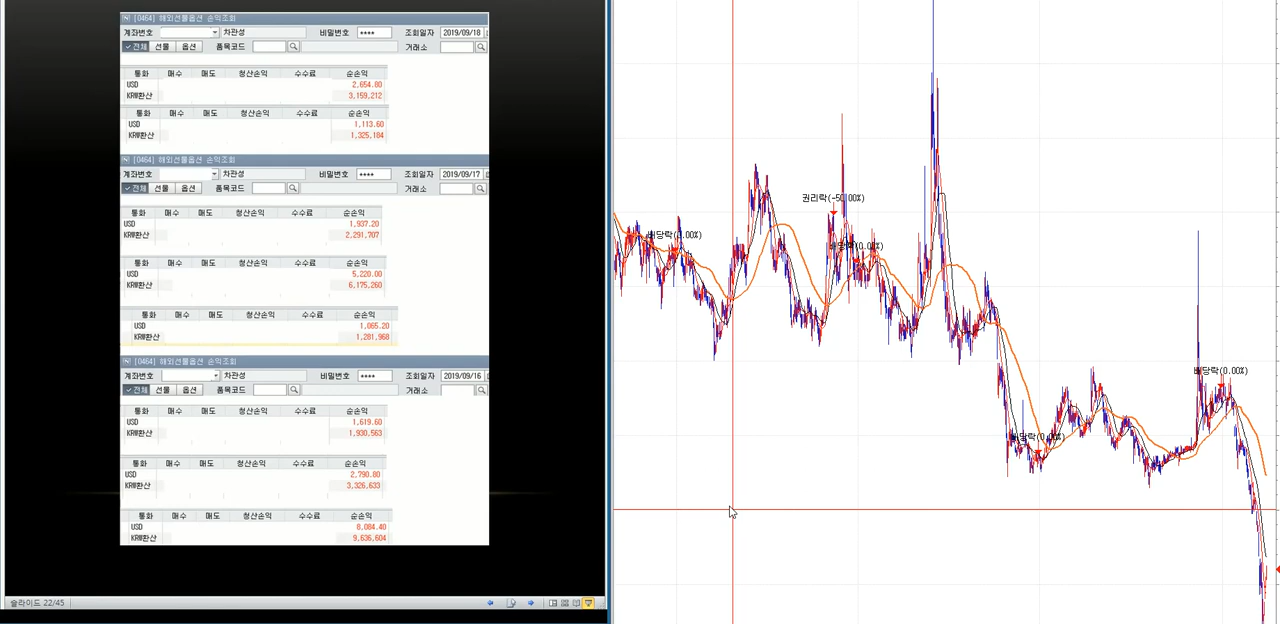 [0464] 해외선물옵션 손익조회
계좌번호 차관성 비밀번호 **** 조회일자 2019/09/18
전체 선물 옵션 품목코드 거래소
통화 매수 매도 청산손익 수수료 순손익
USD 2,654.80
KRW환산 3,159,212
통화 매수 매도 청산손익 수수료 순손익
USD 1,113.60
KRW환산 1,325,184
[0464] 해외선물옵션 손익조회
계좌번호 차관성 비밀번호 **** 조회일자 2019/09/17
전체 선물 옵션 품목코드 거래소
통화 매수 매도 청산손익 수수료 순손익
USD 1,937.20
KRW환산 2,291,707
통화 매수 매도 청산손익 수수료 순손익
USD 5,220.00
KRW환산 6,175,260
통화 매수 매도 청산손익 수수료 순손익
USD 1,065.20
KRW환산 1,281,968
[0464] 해외선물옵션 손익조회
계좌번호 차관성 비밀번호 **** 조회일자 2019/09/16
전체 선물 옵션 품목코드 거래소
통화 매수 매도 청산손익 수수료 순손익
USD 1,619.60
KRW환산 1,930,563
통화 매수 매도 청산손익 수수료 순손익
USD 2,790.80
KRW환산 3,326,633
통화 매수 매도 청산손익 수수료 순손익
USD 8,084.40
KRW환산 9,636,604
슬라이드 22/45
권리락(-50.00%)
배당락(0.00%)
배당락(0.00%)
배당락(0.00%)
배당락(0.00%)